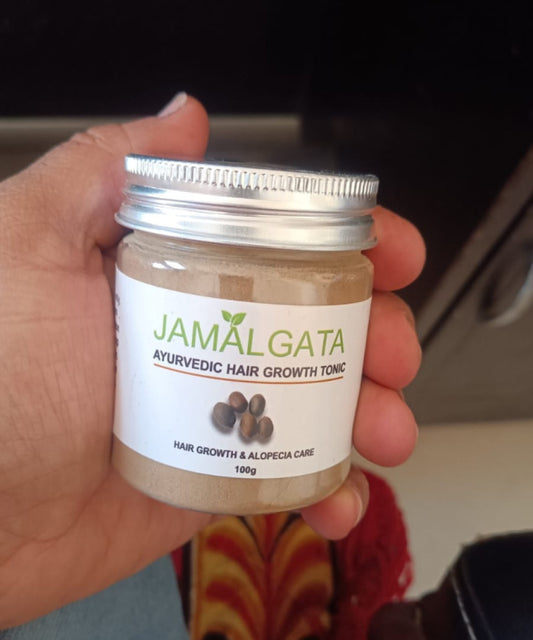 JAMALGATA
AYURVEDIC HAIR GROWTH TONIC
HAIR GROWTH & ALOPECIA CARE
100g